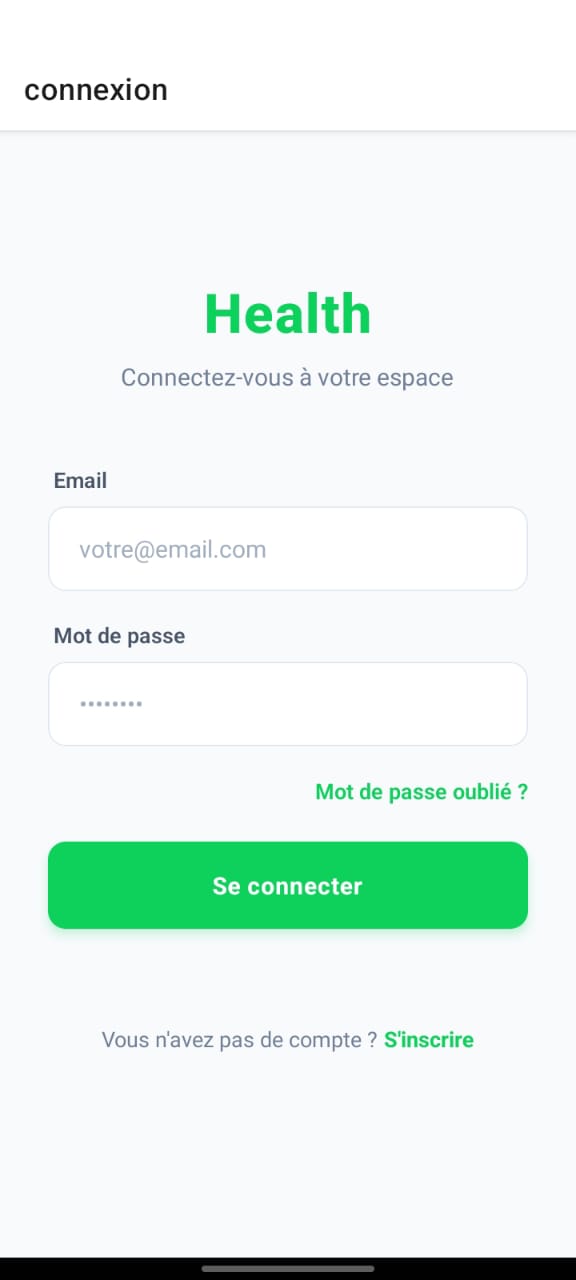 connexion
Health
Connectez-vous à votre espace
Email
votre@email.com
Mot de passe
••••••••
Mot de passe oublié ?
Se connecter
Vous n'avez pas de compte ? S'inscrire